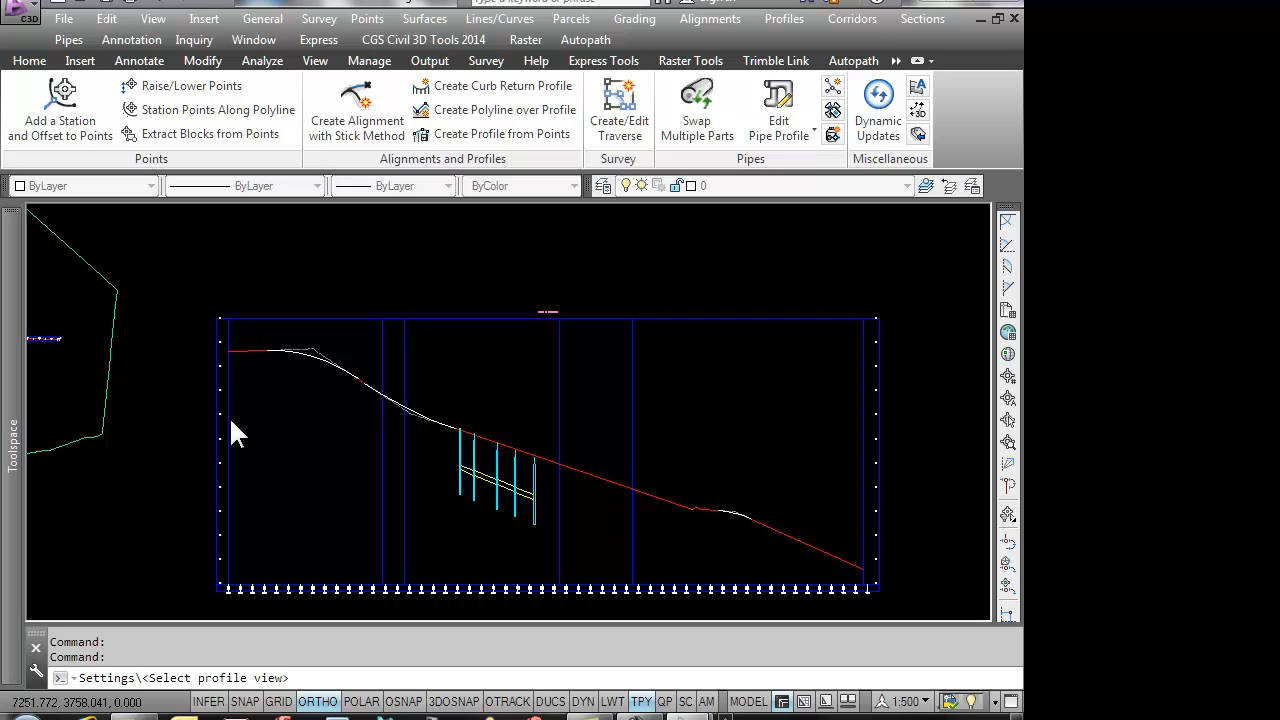 C3D
Type a keyword or phrase
File Edit View Insert General Survey Points Surfaces Lines/Curves Parcels Grading Alignments Profiles Corridors Sections
Pipes Annotation Inquiry Window Express CGS Civil 3D Tools 2014 Raster Autopath
Home Insert Annotate Modify Analyze View Manage Output Survey Help Express Tools Raster Tools Trimble Link Autopath
Add a Station
and Offset to Points
Raise/Lower Points
Station Points Along Polyline
Extract Blocks from Points
Points
Create Alignment
with Stick Method
Create Curb Return Profile
Create Polyline over Profile
Create Profile from Points
Alignments and Profiles
Create/Edit
Traverse
Survey
Swap
Multiple Parts
Edit
Pipe Profile
Pipes
Dynamic
Updates
Miscellaneous
ByLayer ByLayer ByLayer ByColor 0
Toolspace
Command:
Command:
Settings\<Select profile view>
7251.772, 3758.041, 0.000 INFER SNAP GRID ORTHO POLAR OSNAP 3DOSNAP OTRACK DUCS DYN LWT TPY QP SC AM MODEL 1:500